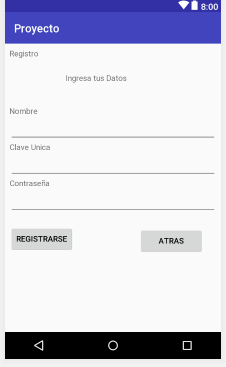 8:00
Proyecto
Registro
Ingresa tus Datos
Nombre
Clave Unica
Contraseña
REGISTRARSE
ATRAS